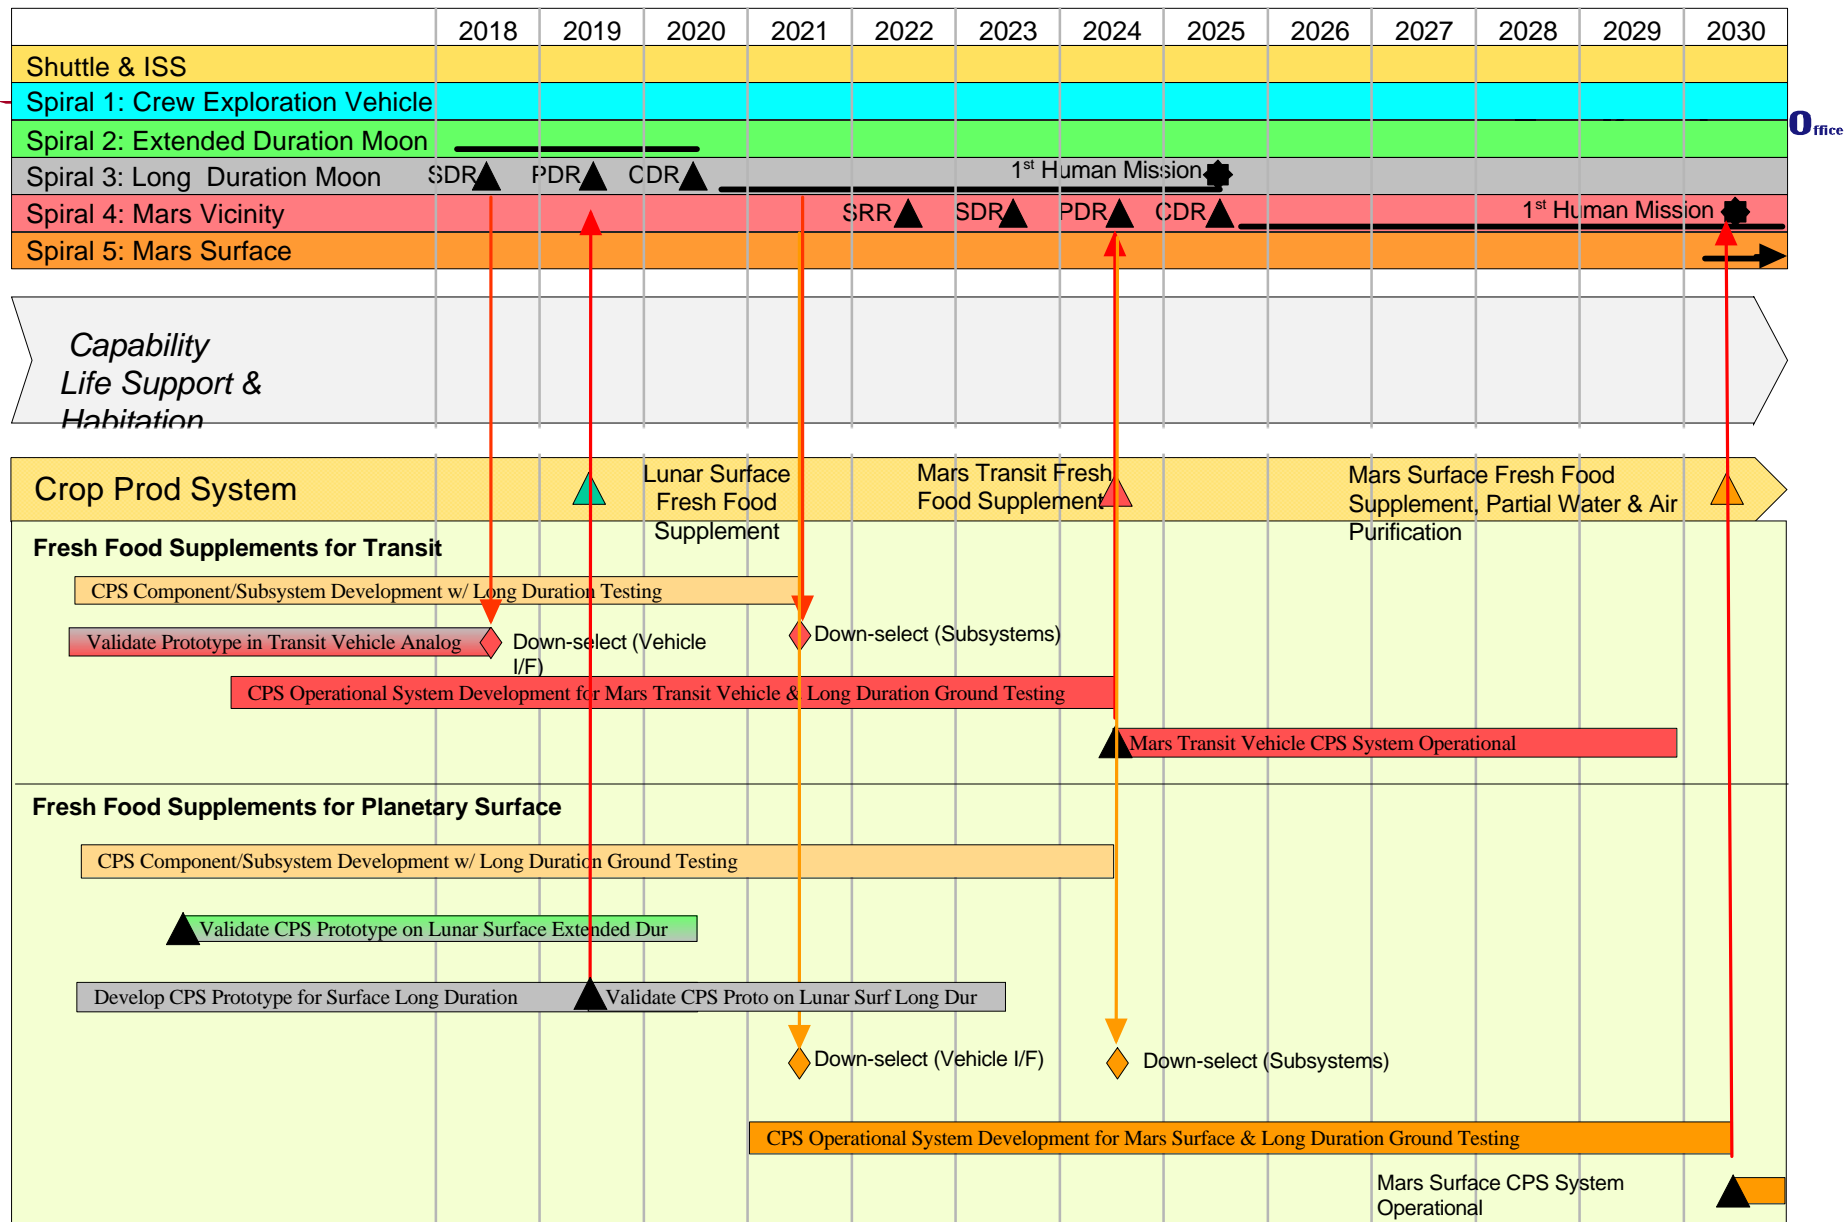 2018 2019 2020 2021 2022 2023 2024 2025 2026 2027 2028 2029 2030
Shuttle & ISS
Spiral 1: Crew Exploration Vehicle
Office
Spiral 2: Extended Duration Moon
Spiral 3: Long Duration Moon SDR PDR CDR 1st Human Mission
Spiral 4: Mars Vicinity SRR SDR PDR CDR 1st Human Mission
Spiral 5: Mars Surface
Capability
Life Support &
Habitation
Crop Prod System
Lunar Surface
Fresh Food
Supplement
Mars Transit Fresh
Food Supplement
Mars Surface Fresh Food
Supplement, Partial Water & Air
Purification
Fresh Food Supplements for Transit
CPS Component/Subsystem Development w/ Long Duration Testing
Validate Prototype in Transit Vehicle Analog
Down-select (Vehicle
I/F)
Down-select (Subsystems)
CPS Operational System Development for Mars Transit Vehicle & Long Duration Ground Testing
Mars Transit Vehicle CPS System Operational
Fresh Food Supplements for Planetary Surface
CPS Component/Subsystem Development w/ Long Duration Ground Testing
Validate CPS Prototype on Lunar Surface Extended Dur
Develop CPS Prototype for Surface Long Duration
Validate CPS Proto on Lunar Surf Long Dur
Down-select (Vehicle I/F)
Down-select (Subsystems)
CPS Operational System Development for Mars Surface & Long Duration Ground Testing
Mars Surface CPS System
Operational